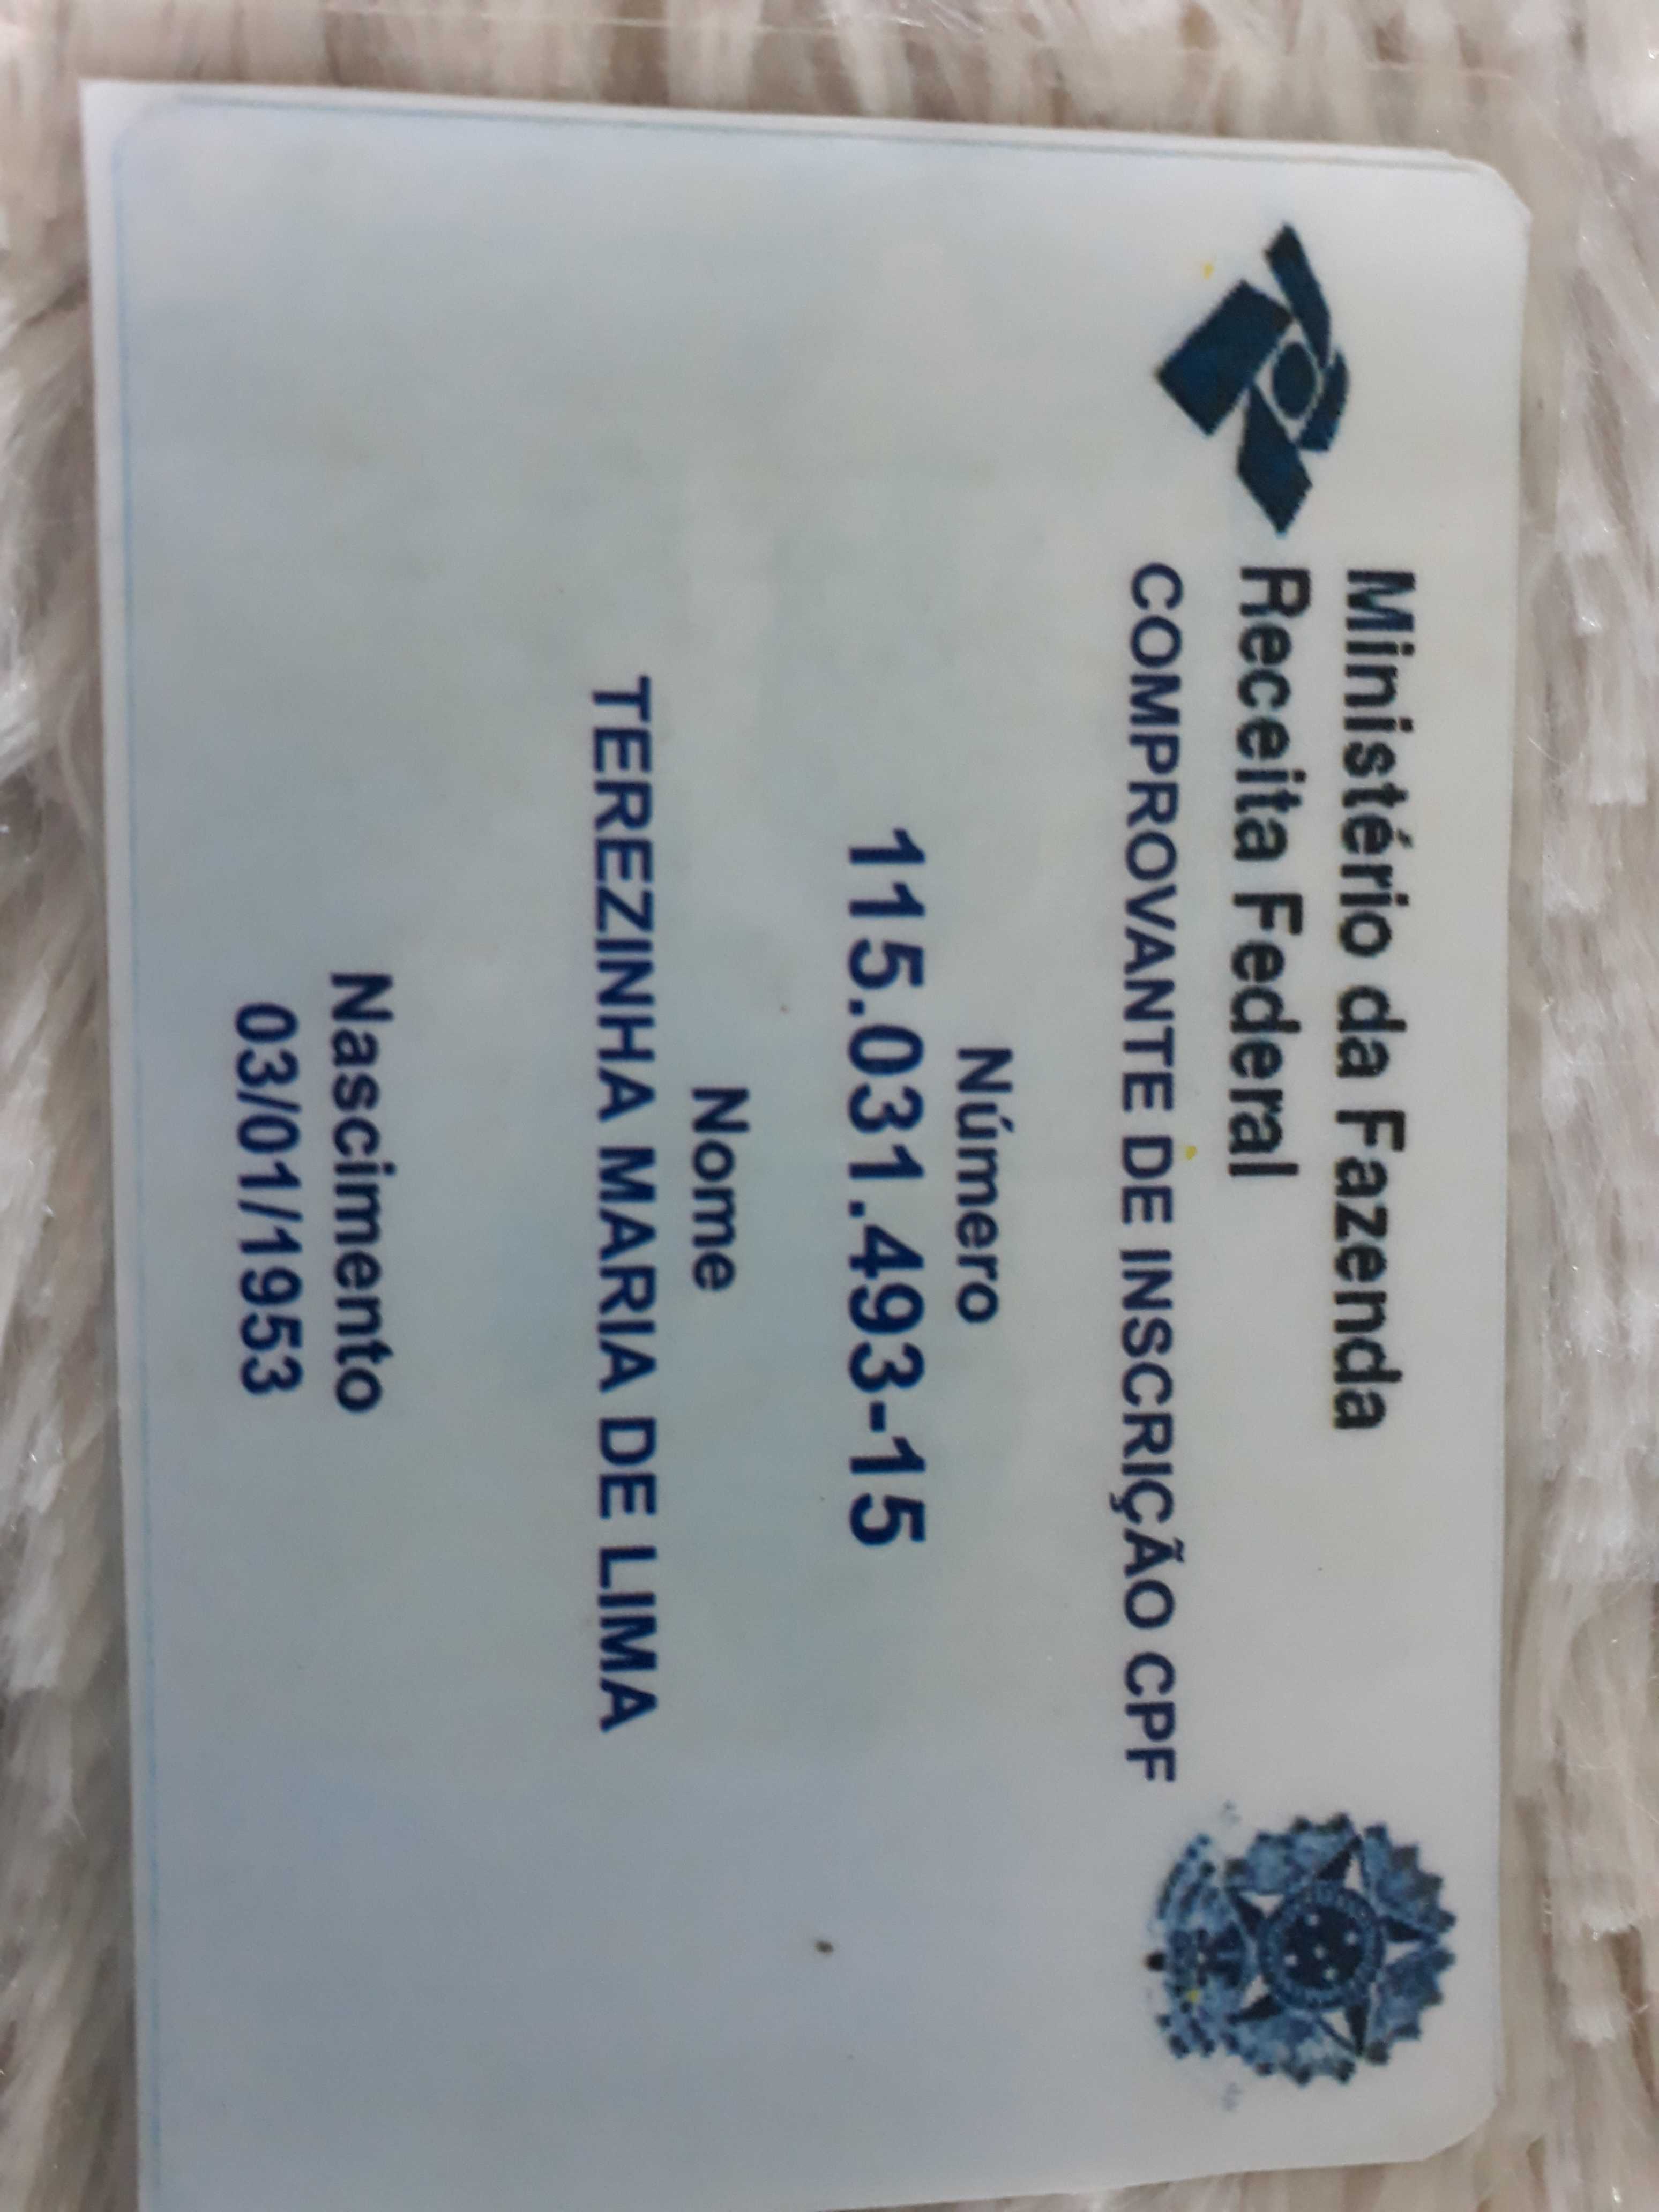 Ministério da Fazenda
Receita Federal
COMPROVANTE DE INSCRIÇÃO CPF
Número
115.031.493-15
Nome
TEREZINHA MARIA DE LIMA
Nascimento
03/01/1953